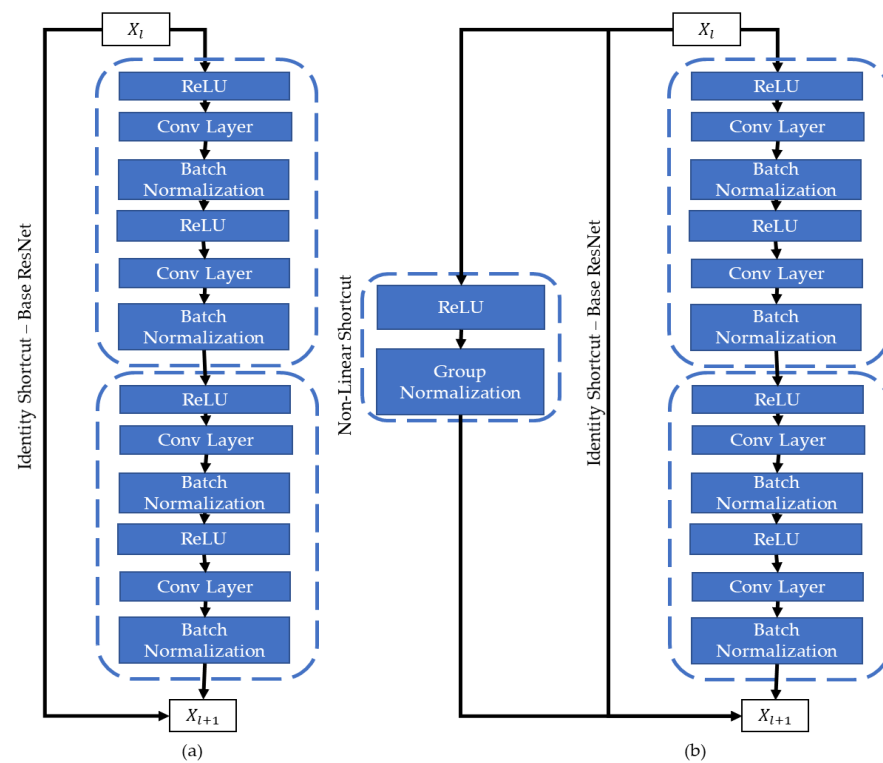 X_l
ReLU
Conv Layer
Batch
Normalization
ReLU
Conv Layer
Batch
Normalization
ReLU
Conv Layer
Batch
Normalization
ReLU
Conv Layer
Batch
Normalization
X_{l+1}
Identity Shortcut – Base ResNet
(a)
X_l
Non-Linear Shortcut
ReLU
Group
Normalization
Identity Shortcut – Base ResNet
ReLU
Conv Layer
Batch
Normalization
ReLU
Conv Layer
Batch
Normalization
ReLU
Conv Layer
Batch
Normalization
ReLU
Conv Layer
Batch
Normalization
X_{l+1}
(b)